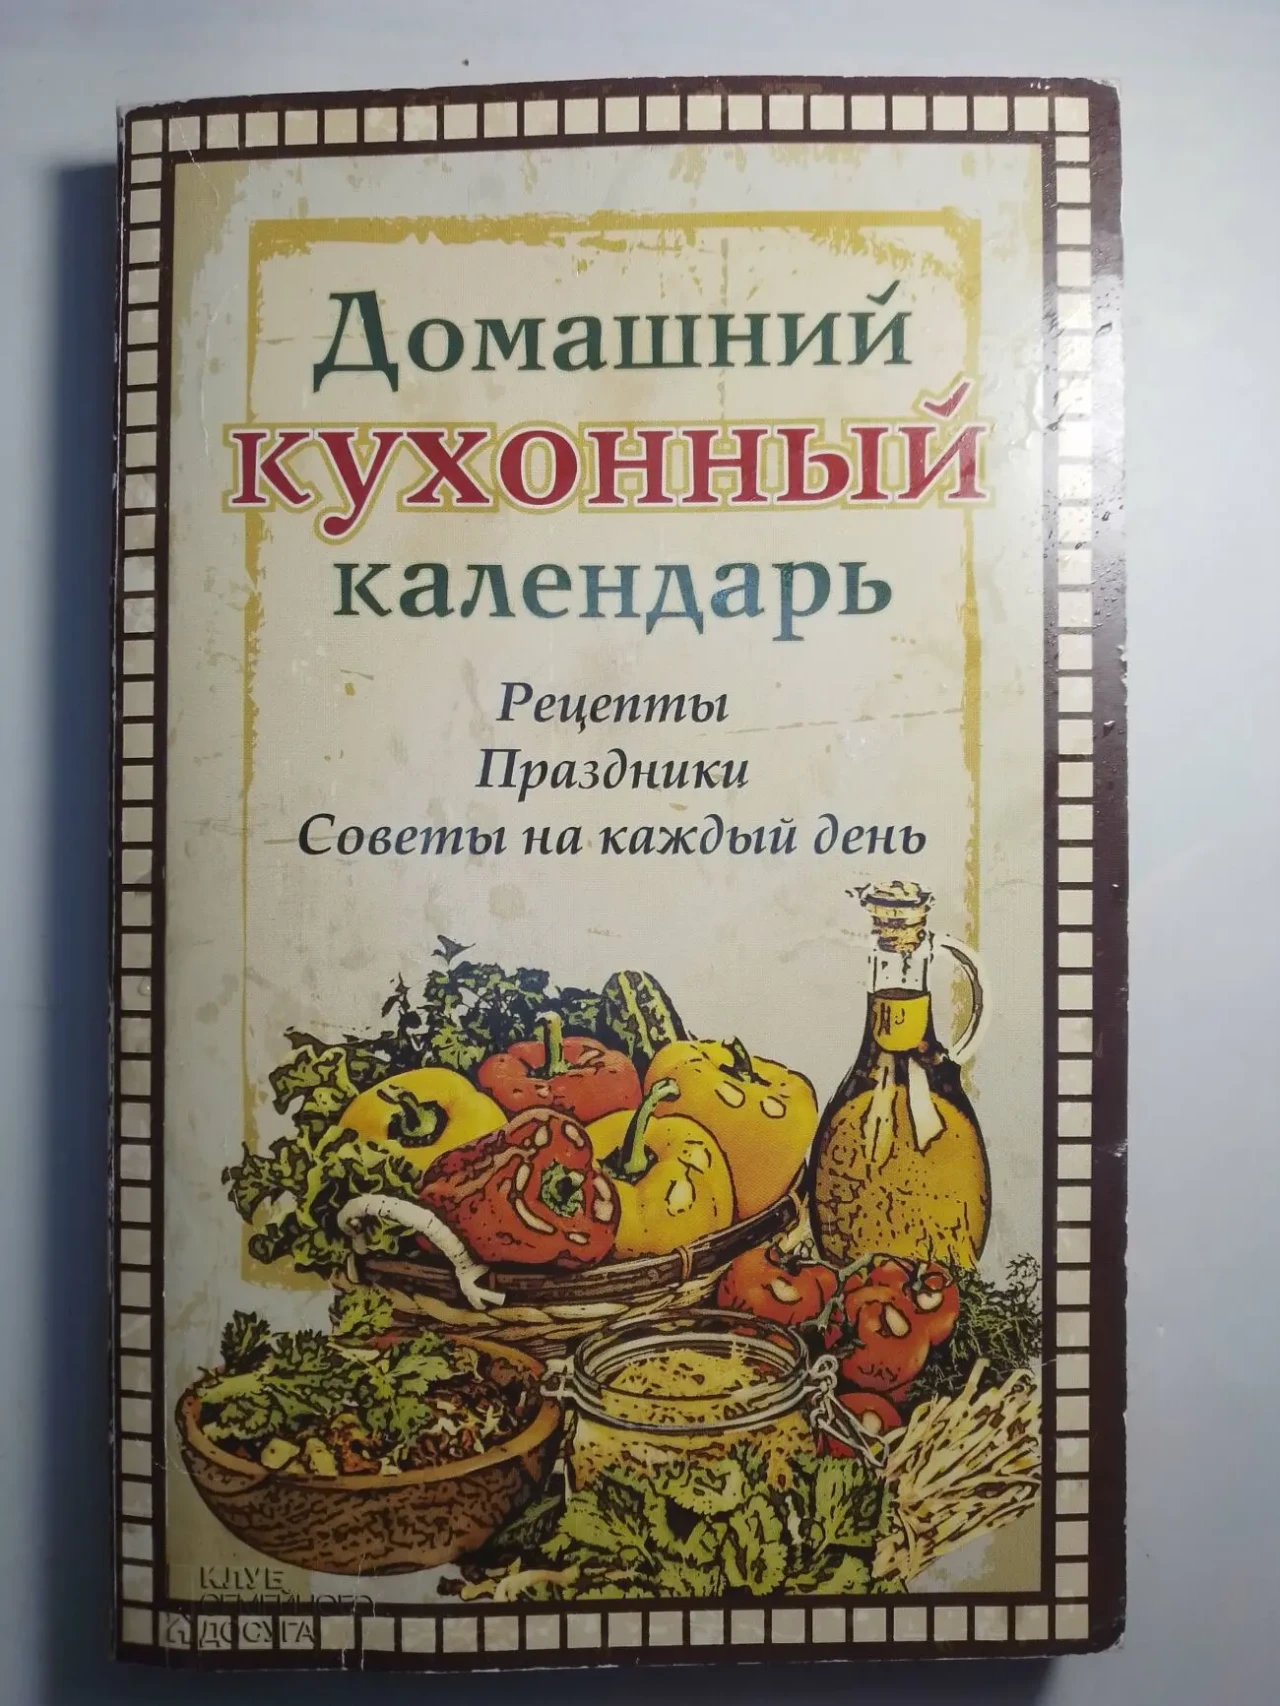 Домашний
кухонный
календарь
Рецепты
Праздники
Советы на каждый день
КЛУБ
СЕМЕЙНОГО
ДОСУГА